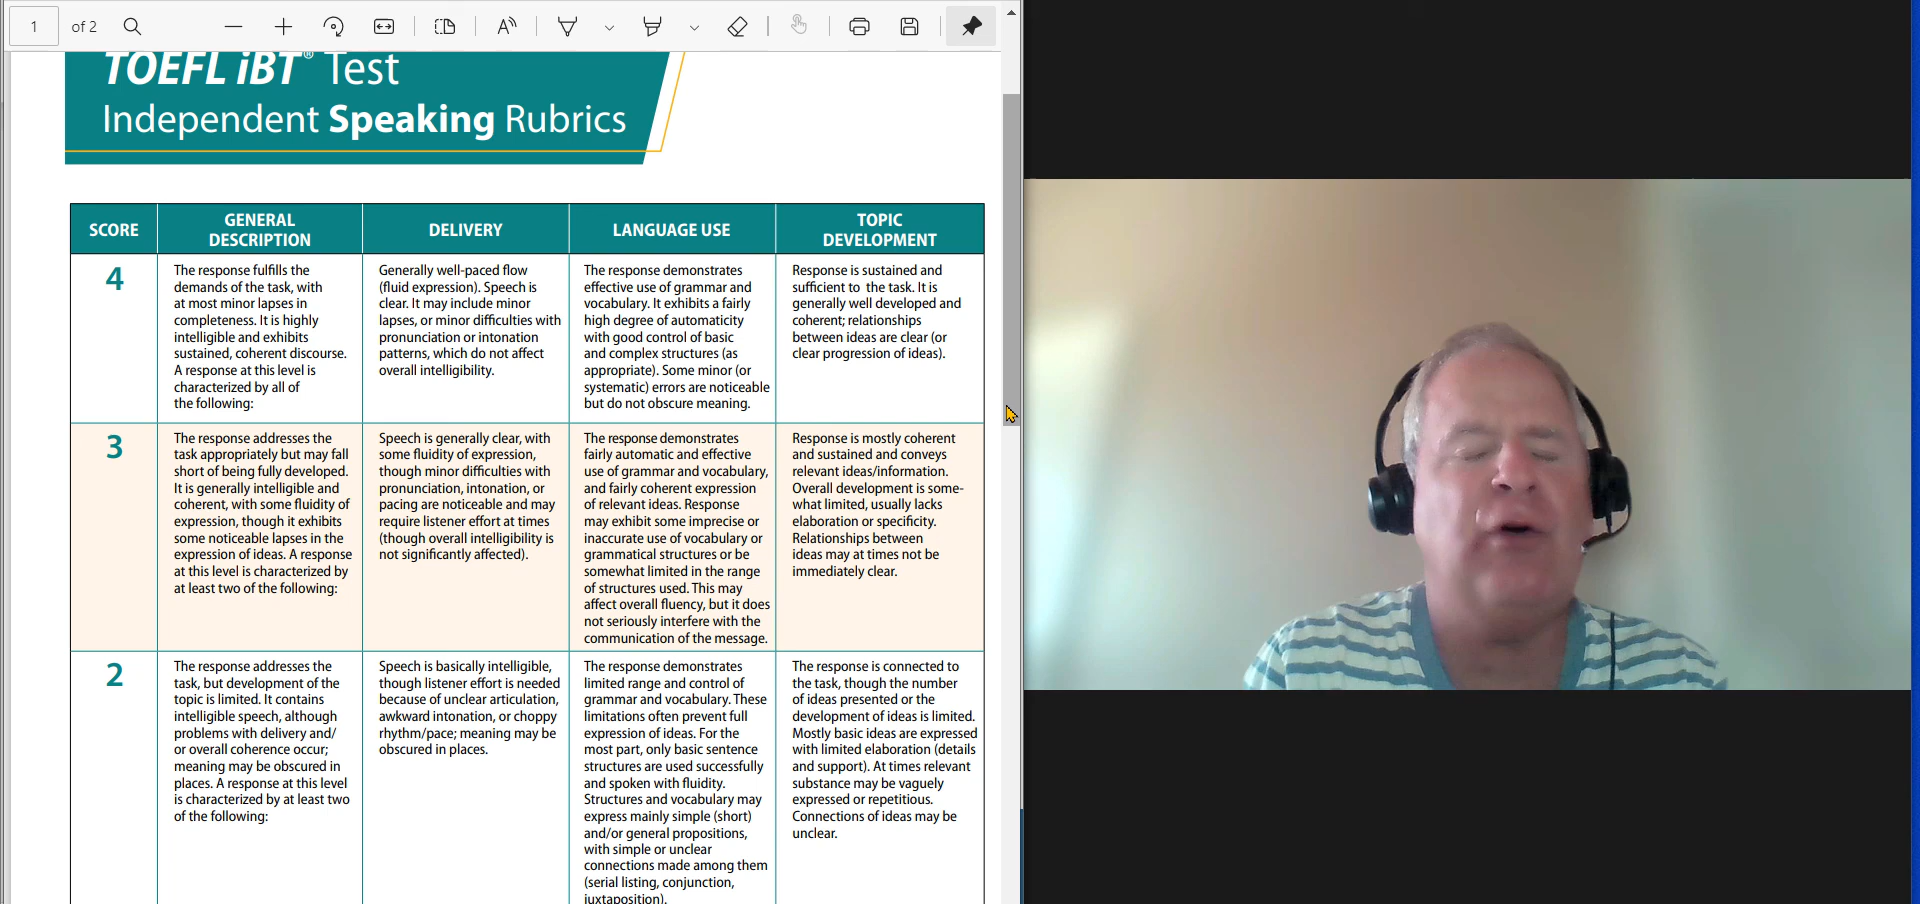 1 of 2
TOEFL iBT® Test
Independent Speaking Rubrics
SCORE
GENERAL
DESCRIPTION
DELIVERY
LANGUAGE USE
TOPIC
DEVELOPMENT
4
The response fulfills the
demands of the task, with
at most minor lapses in
completeness. It is highly
intelligible and exhibits
sustained, coherent discourse.
A response at this level is
characterized by all of
the following:
Generally well-paced flow
(fluid expression). Speech is
clear. It may include minor
lapses, or minor difficulties with
pronunciation or intonation
patterns, which do not affect
overall intelligibility.
The response demonstrates
effective use of grammar and
vocabulary. It exhibits a fairly
high degree of automaticity
with good control of basic
and complex structures (as
appropriate). Some minor (or
systematic) errors are noticeable
but do not obscure meaning.
Response is sustained and
sufficient to the task. It is
generally well developed and
coherent; relationships
between ideas are clear (or
clear progression of ideas).
3
The response addresses the
task appropriately but may fall
short of being fully developed.
It is generally intelligible and
coherent, with some fluidity of
expression, though it exhibits
some noticeable lapses in the
expression of ideas. A response
at this level is characterized by
at least two of the following:
Speech is generally clear, with
some fluidity of expression,
though minor difficulties with
pronunciation, intonation, or
pacing are noticeable and may
require listener effort at times
(though overall intelligibility is
not significantly affected).
The response demonstrates
fairly automatic and effective
use of grammar and vocabulary,
and fairly coherent expression
of relevant ideas. Response
may exhibit some imprecise or
inaccurate use of vocabulary or
grammatical structures or be
somewhat limited in the range
of structures used. This may
affect overall fluency, but it does
not seriously interfere with the
communication of the message.
Response is mostly coherent
and sustained and conveys
relevant ideas/information.
Overall development is some-
what limited, usually lacks
elaboration or specificity.
Relationships between
ideas may at times not be
immediately clear.
2
The response addresses the
task, but development of the
topic is limited. It contains
intelligible speech, although
problems with delivery and/
or overall coherence occur;
meaning may be obscured in
places. A response at this level
is characterized by at least two
of the following:
Speech is basically intelligible,
though listener effort is needed
because of unclear articulation,
awkward intonation, or choppy
rhythm/pace; meaning may be
obscured in places.
The response demonstrates
limited range and control of
grammar and vocabulary. These
limitations often prevent full
expression of ideas. For the
most part, only basic sentence
structures are used successfully
and spoken with fluidity.
Structures and vocabulary may
express mainly simple (short)
and/or general propositions,
with simple or unclear
connections made among them
(serial listing, conjunction,
juxtaposition).
The response is connected to
the task, though the number
of ideas presented or the
development of ideas is limited.
Mostly basic ideas are expressed
with limited elaboration (details
and support). At times relevant
substance may be vaguely
expressed or repetitious.
Connections of ideas may be
unclear.